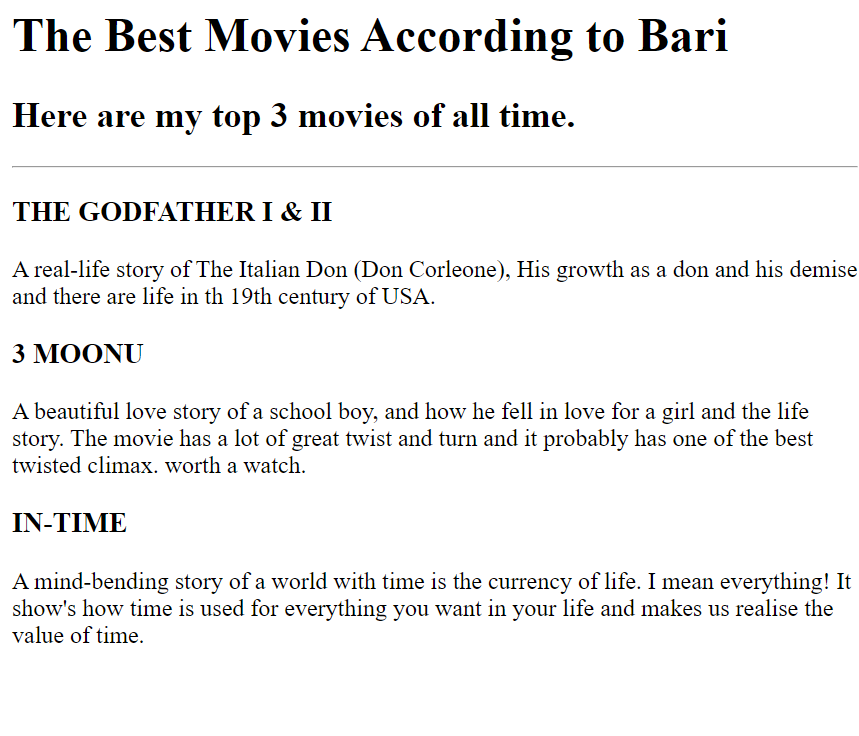 The Best Movies According to Bari
Here are my top 3 movies of all time.
THE GODFATHER I & II
A real-life story of The Italian Don (Don Corleone), His growth as a don and his demise
and there are life in th 19th century of USA.
3 MOONU
A beautiful love story of a school boy, and how he fell in love for a girl and the life
story. The movie has a lot of great twist and turn and it probably has one of the best
twisted climax. worth a watch.
IN-TIME
A mind-bending story of a world with time is the currency of life. I mean everything! It
show's how time is used for everything you want in your life and makes us realise the
value of time.